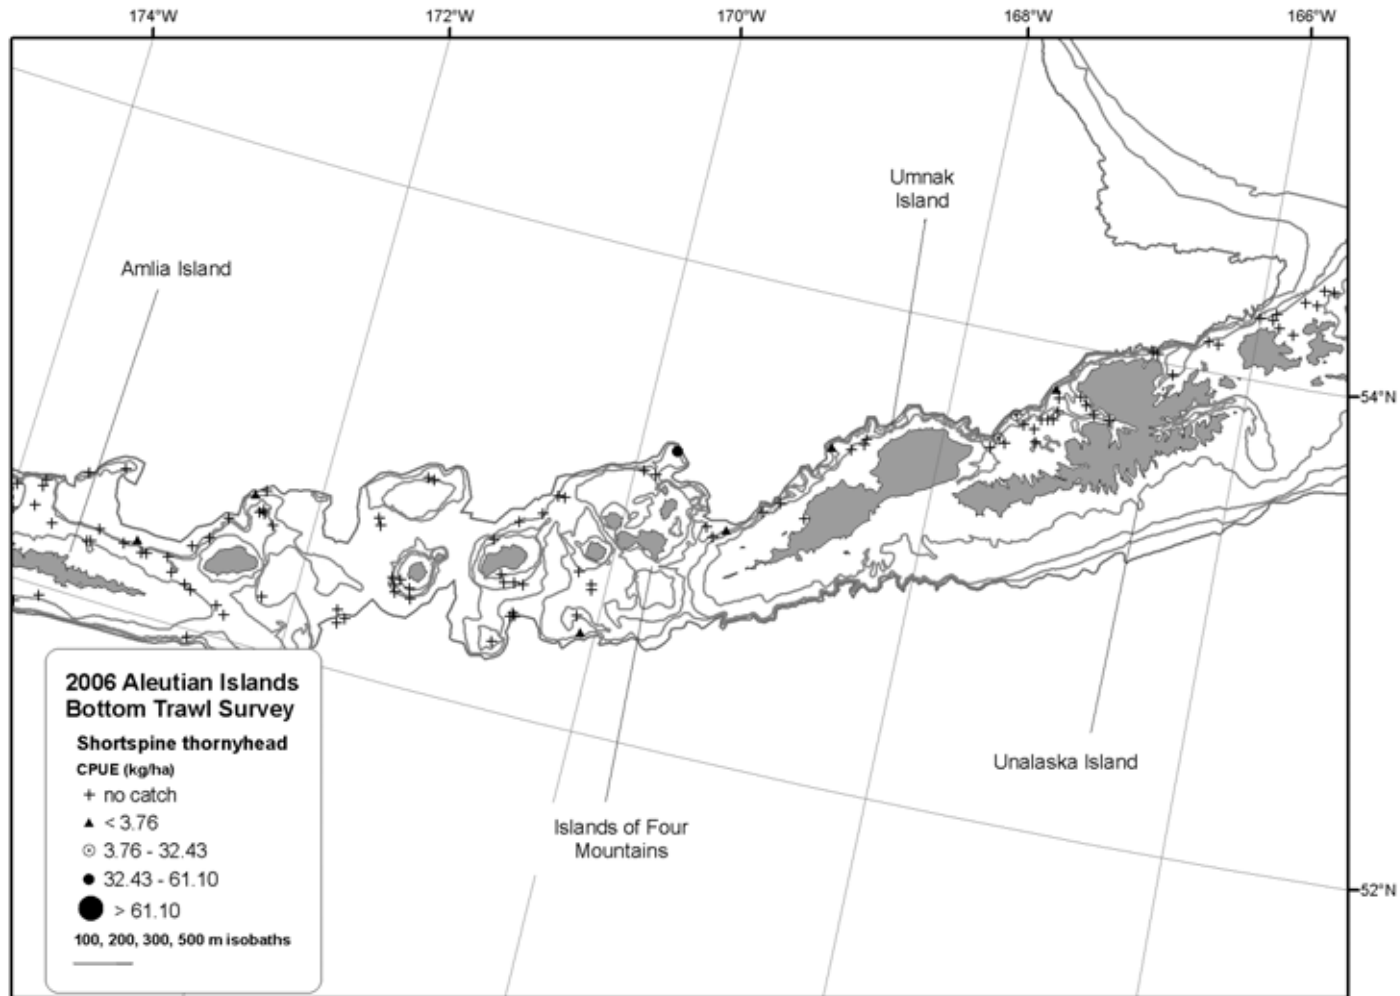 174°W
172°W
170°W
168°W
166°W
Umnak
Island
Amlia Island
54°N
2006 Aleutian Islands
Bottom Trawl Survey
Shortspine thornyhead
CPUE (kg/ha)
no catch
< 3.76
3.76 - 32.43
32.43 - 61.10
> 61.10
100, 200, 300, 500 m isobaths
Unalaska Island
Islands of Four
Mountains
52°N